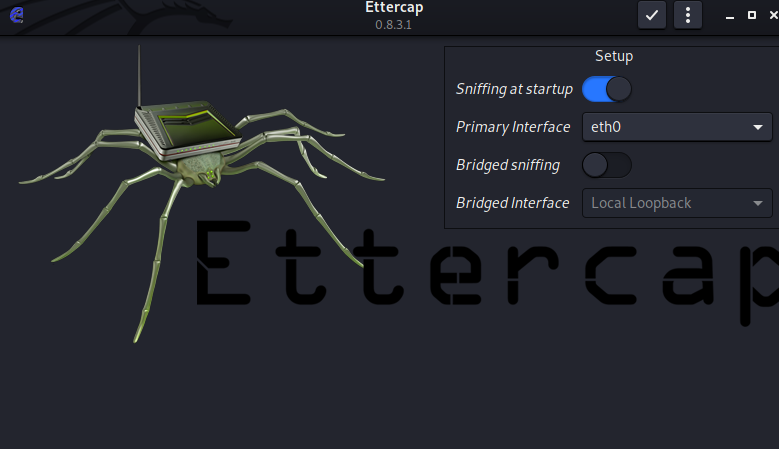 Ettercap
0.8.3.1
Setup
Sniffing at startup
Primary Interface eth0
Bridged sniffing
Bridged Interface Local Loopback
Ettercap